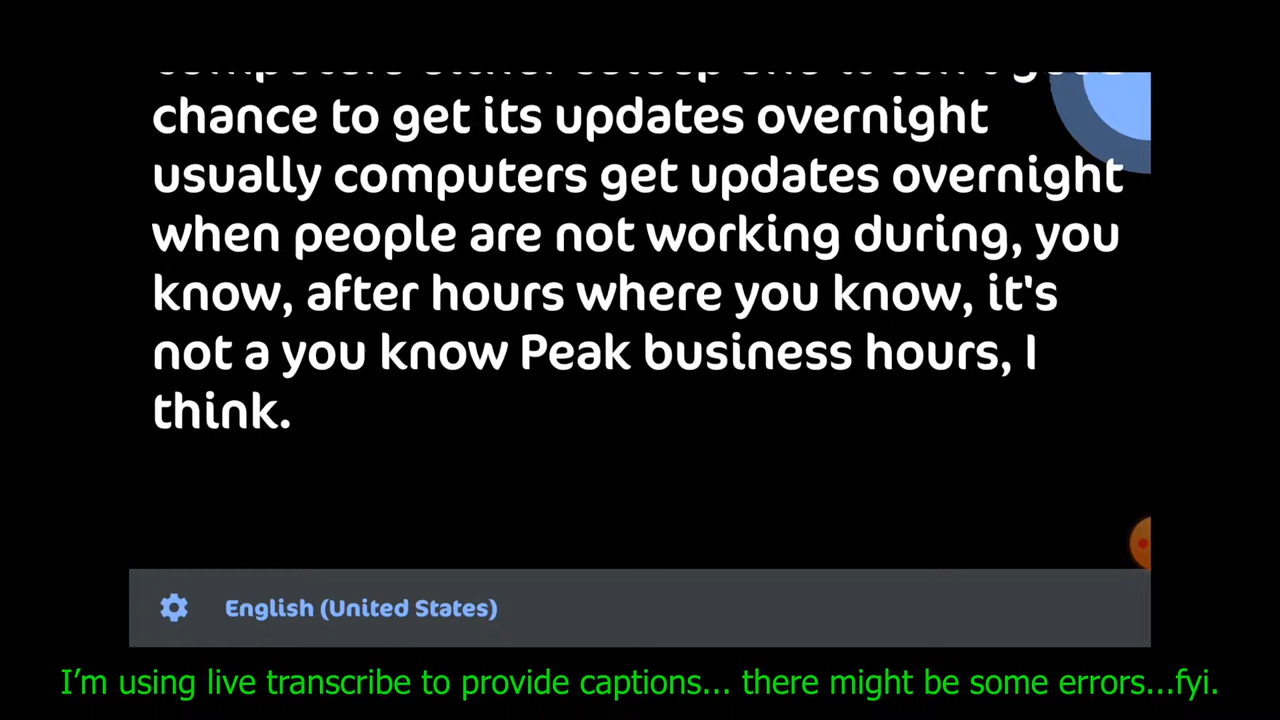 chance to get its updates overnight
usually computers get updates overnight
when people are not working during, you
know, after hours where you know, it's
not a you know Peak business hours, I
think.
English (United States)
I’m using live transcribe to provide captions... there might be some errors...fyi.